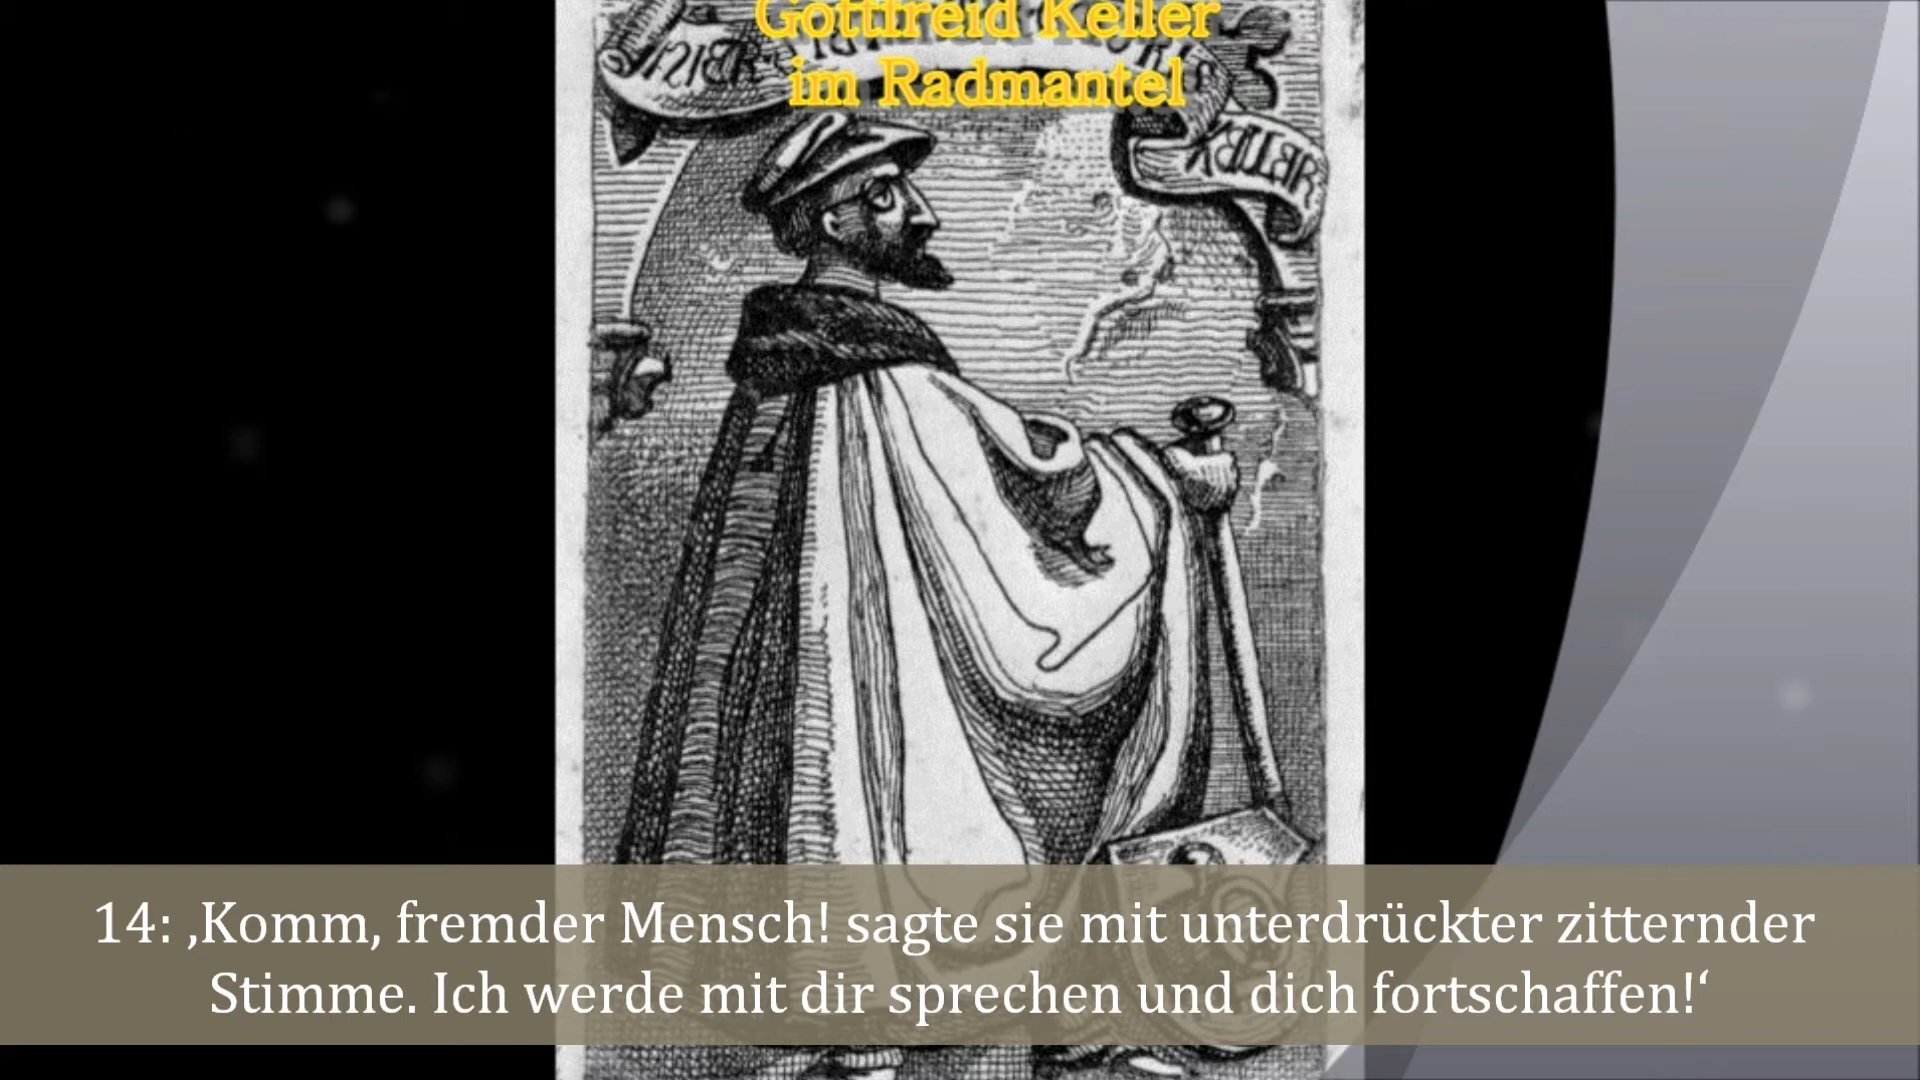 Gottfreid Keller
im Radmantel
14: ‚Komm, fremder Mensch! sagte sie mit unterdrückter zitternder
Stimme. Ich werde mit dir sprechen und dich fortschaffen!‘